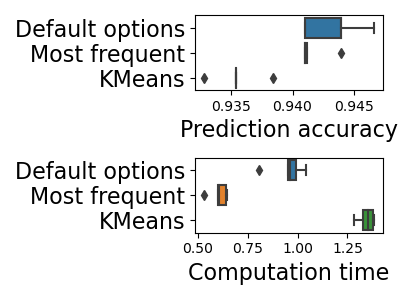 Default options
Most frequent
KMeans
0.935 0.940 0.945
Prediction accuracy
Default options
Most frequent
KMeans
0.50 0.75 1.00 1.25
Computation time